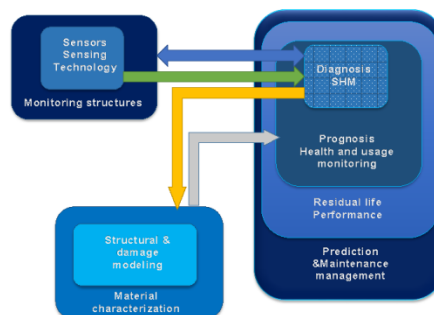 Sensors
Sensing
Technology
Monitoring structures
Diagnosis
SHM
Prognosis
Health and usage
monitoring
Residual life
Performance
Prediction
&Maintenance
management
Structural &
damage
modeling
Material
characterization